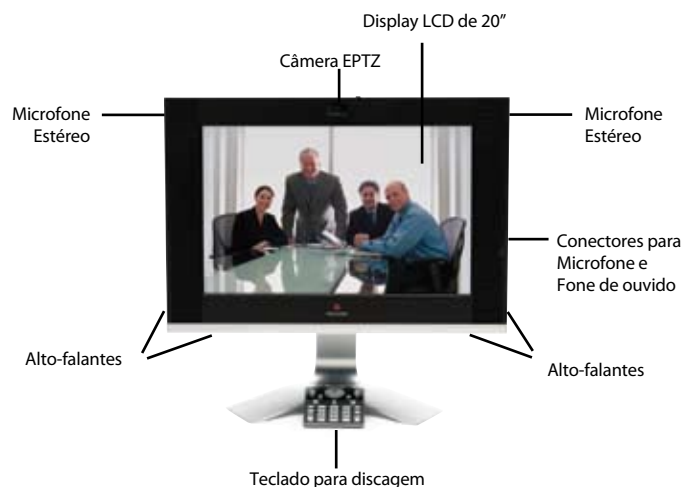 Display LCD de 20”
Câmera EPTZ
Microfone
Estéreo
Microfone
Estéreo
Conectores para
Microfone e
Fone de ouvido
Alto-falantes
Alto-falantes
Teclado para discagem